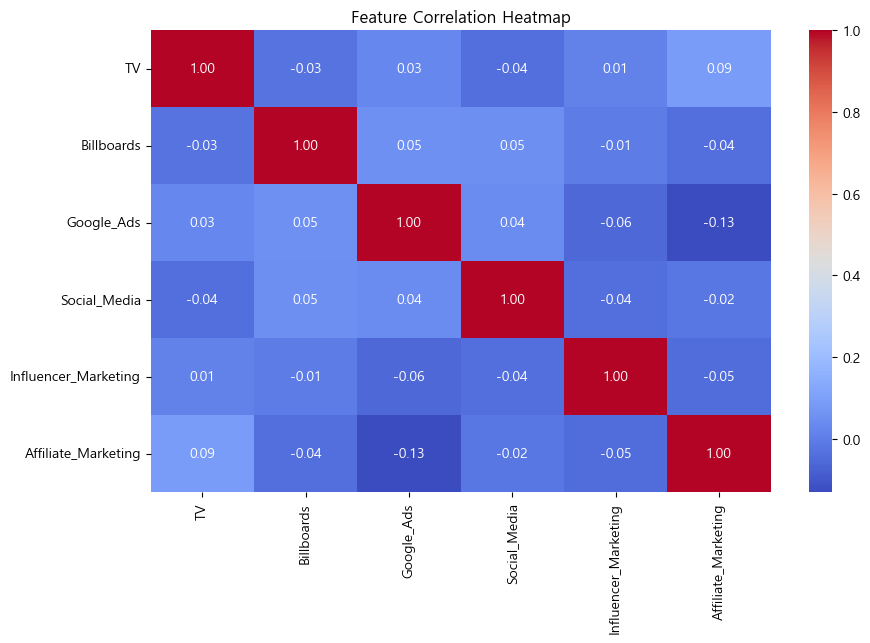 Feature Correlation Heatmap
TV 1.00 -0.03 0.03 -0.04 0.01 0.09
Billboards -0.03 1.00 0.05 0.05 -0.01 -0.04
Google_Ads 0.03 0.05 1.00 0.04 -0.06 -0.13
Social_Media -0.04 0.05 0.04 1.00 -0.04 -0.02
Influencer_Marketing 0.01 -0.01 -0.06 -0.04 1.00 -0.05
Affiliate_Marketing 0.09 -0.04 -0.13 -0.02 -0.05 1.00
TV
Billboards
Google_Ads
Social_Media
Influencer_Marketing
Affiliate_Marketing
1.0
0.8
0.6
0.4
0.2
0.0